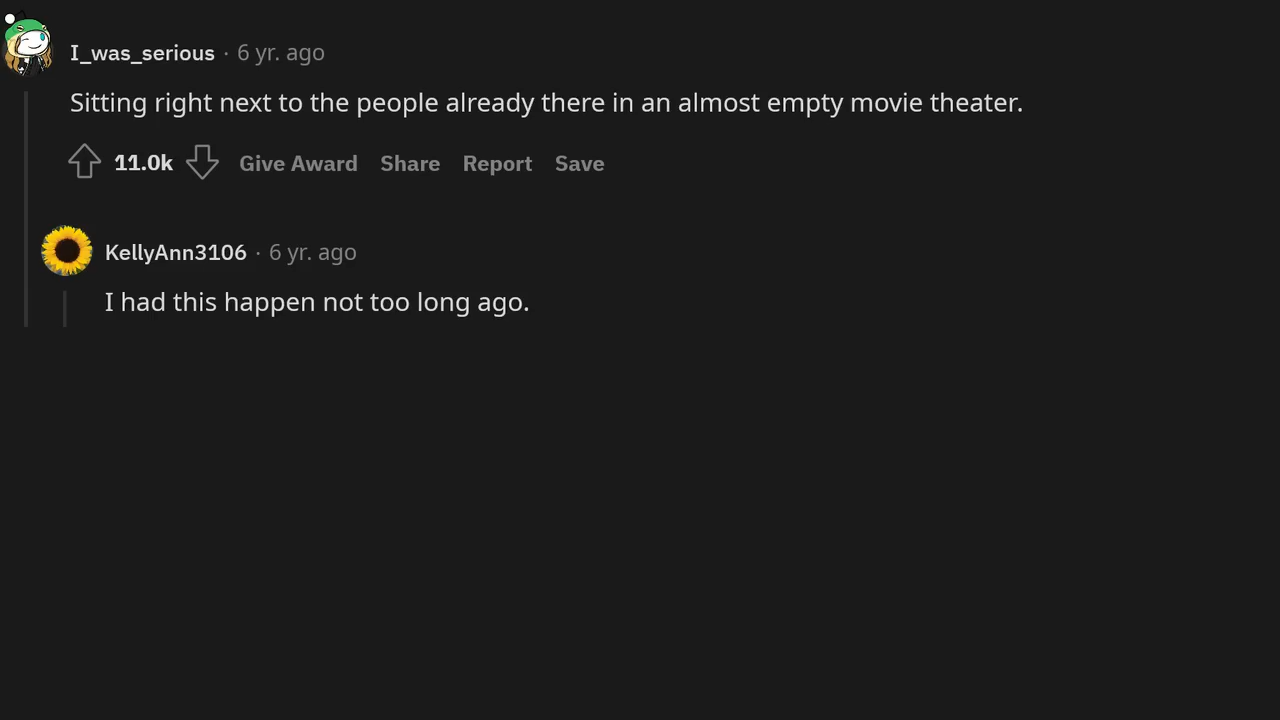 I_was_serious · 6 yr. ago
Sitting right next to the people already there in an almost empty movie theater.
11.0k Give Award Share Report Save
KellyAnn3106 · 6 yr. ago
I had this happen not too long ago.